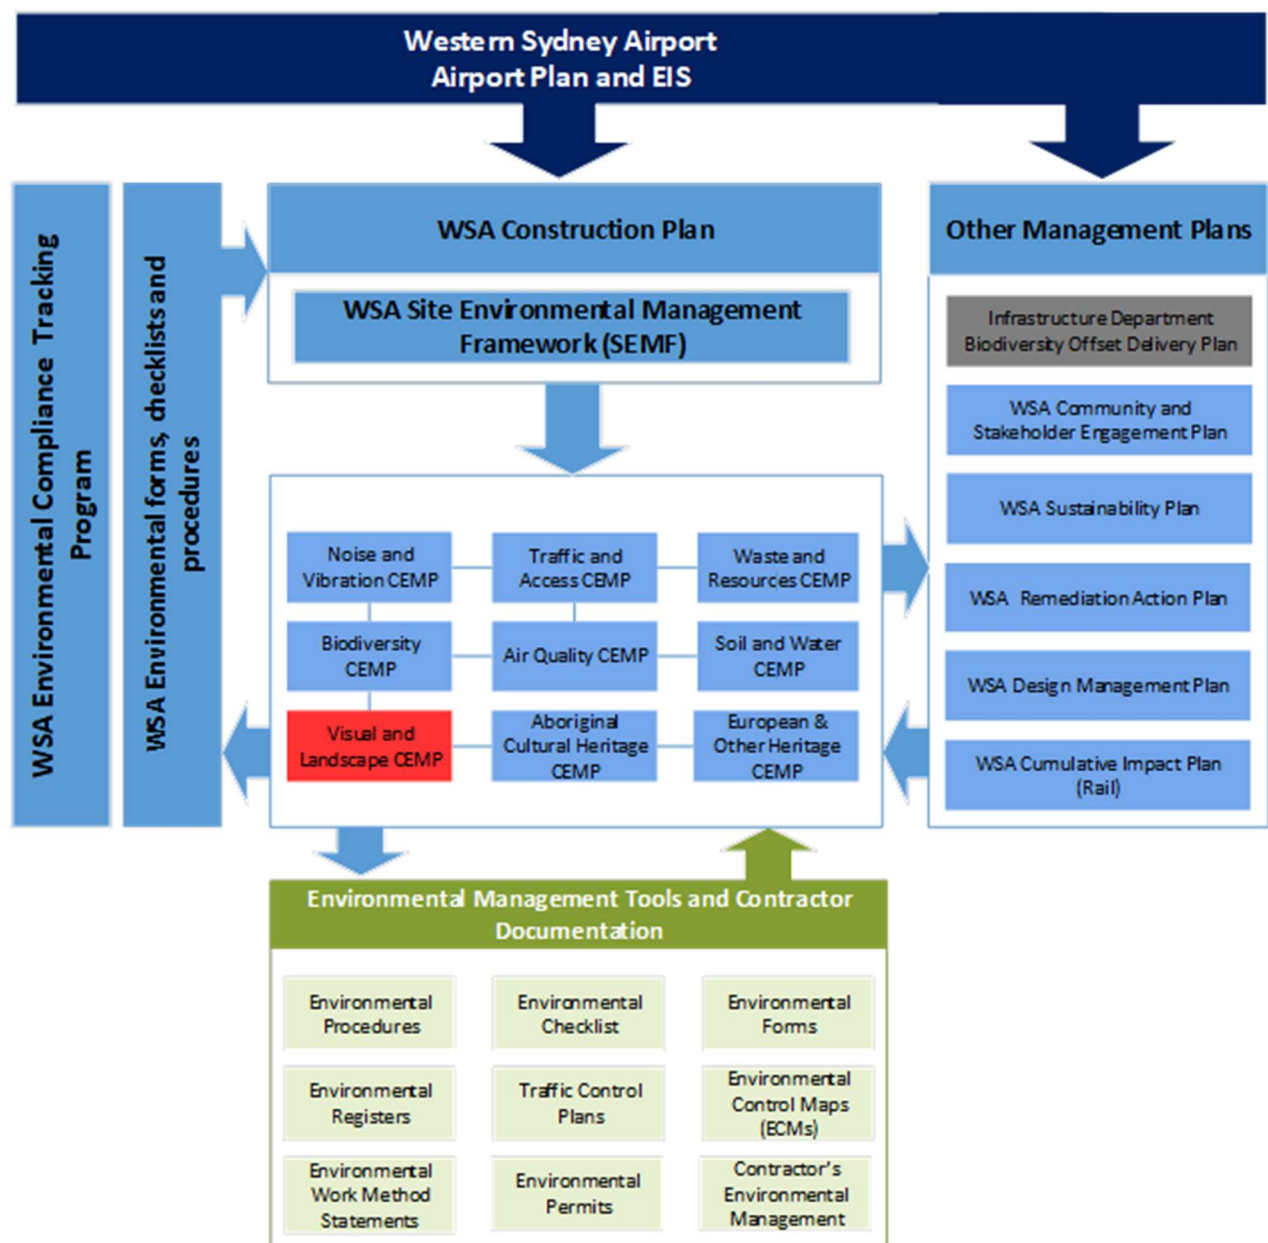 Western Sydney Airport
Airport Plan and EIS
WSA Environmental Compliance Tracking
Program
WSA Environmental forms, checklists and
procedures
WSA Construction Plan
WSA Site Environmental Management
Framework (SEMF)
Other Management Plans
Infrastructure Department
Biodiversity Offset Delivery Plan
WSA Community and
Stakeholder Engagement Plan
WSA Sustainability Plan
WSA Remediation Action Plan
WSA Design Management Plan
WSA Cumulative Impact Plan
(Rail)
Noise and
Vibration CEMP
Traffic and
Access CEMP
Waste and
Resources CEMP
Biodiversity
CEMP
Air Quality CEMP
Soil and Water
CEMP
Visual and
Landscape CEMP
Aboriginal
Cultural Heritage
CEMP
European &
Other Heritage
CEMP
Environmental Management Tools and Contractor
Documentation
Environmental
Procedures
Environmental
Checklist
Environmental
Forms
Environmental
Registers
Traffic Control
Plans
Environmental
Control Maps
(ECMs)
Environmental
Work Method
Statements
Environmental
Permits
Contractor's
Environmental
Management